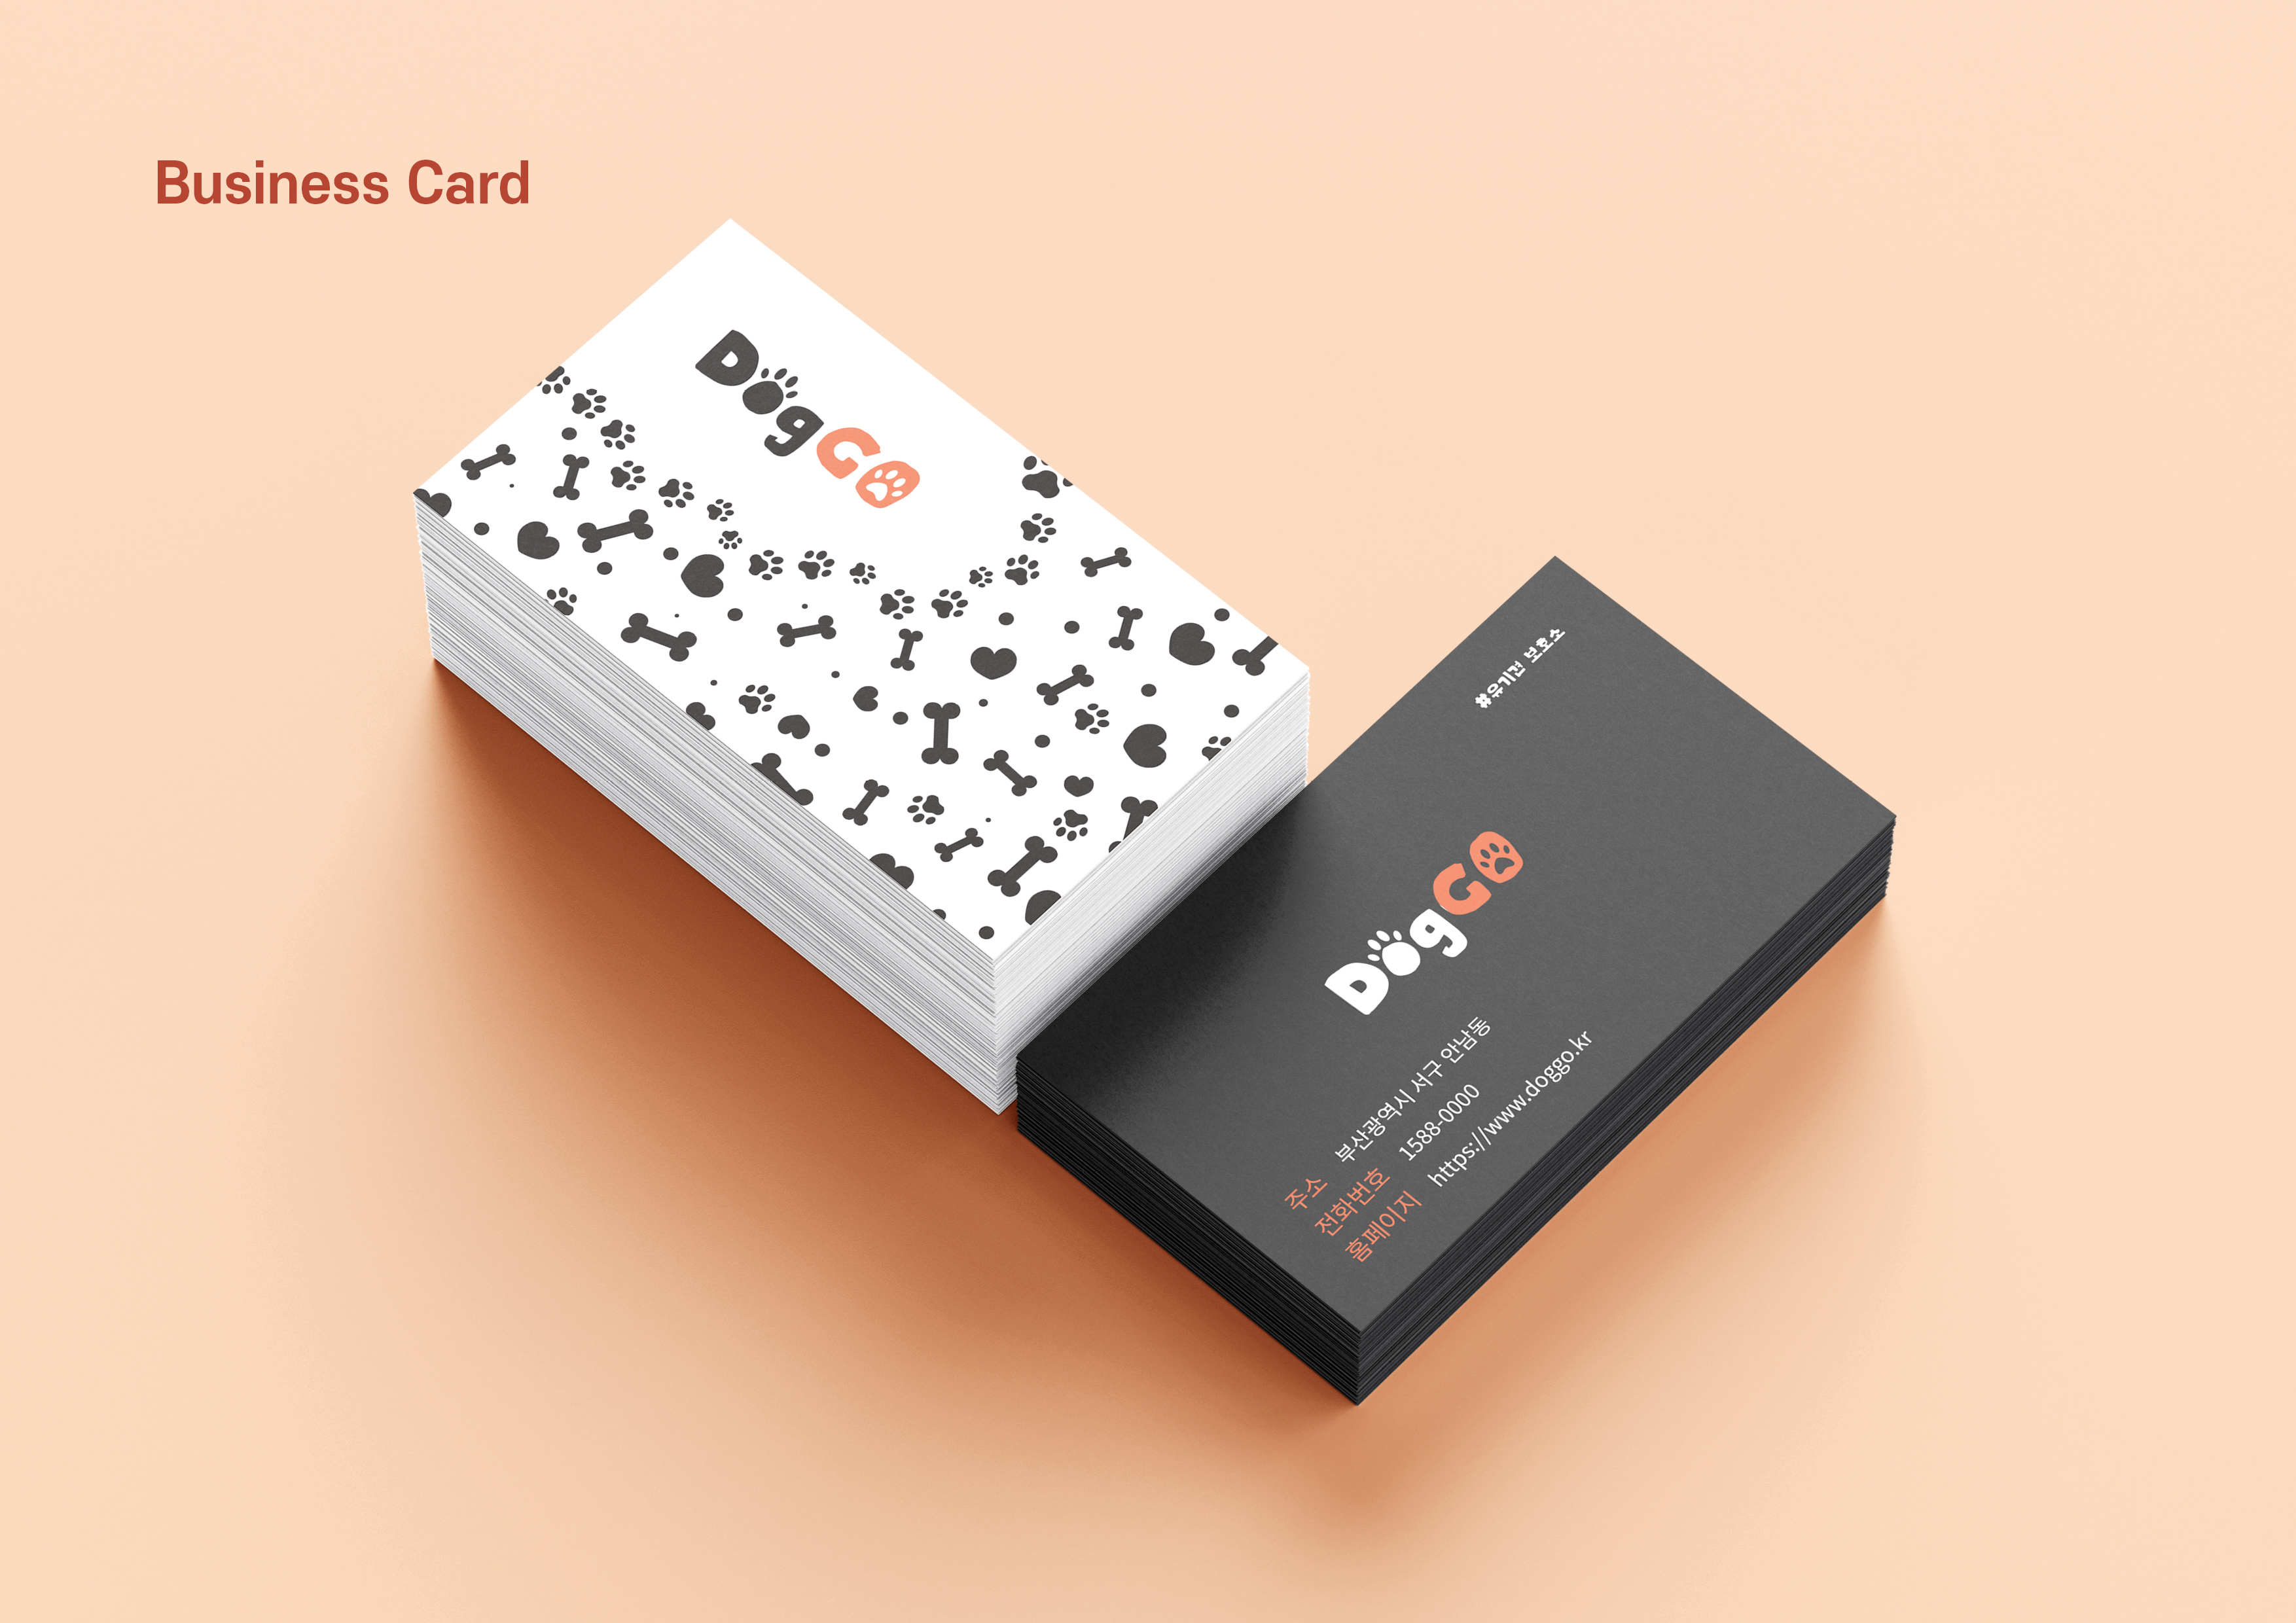 Business Card
DogGo
#유기견 보호소
DogGo
주소 부산광역시 서구 안남동
전화번호 1588-0000
홈페이지 https://www.doggo.kr